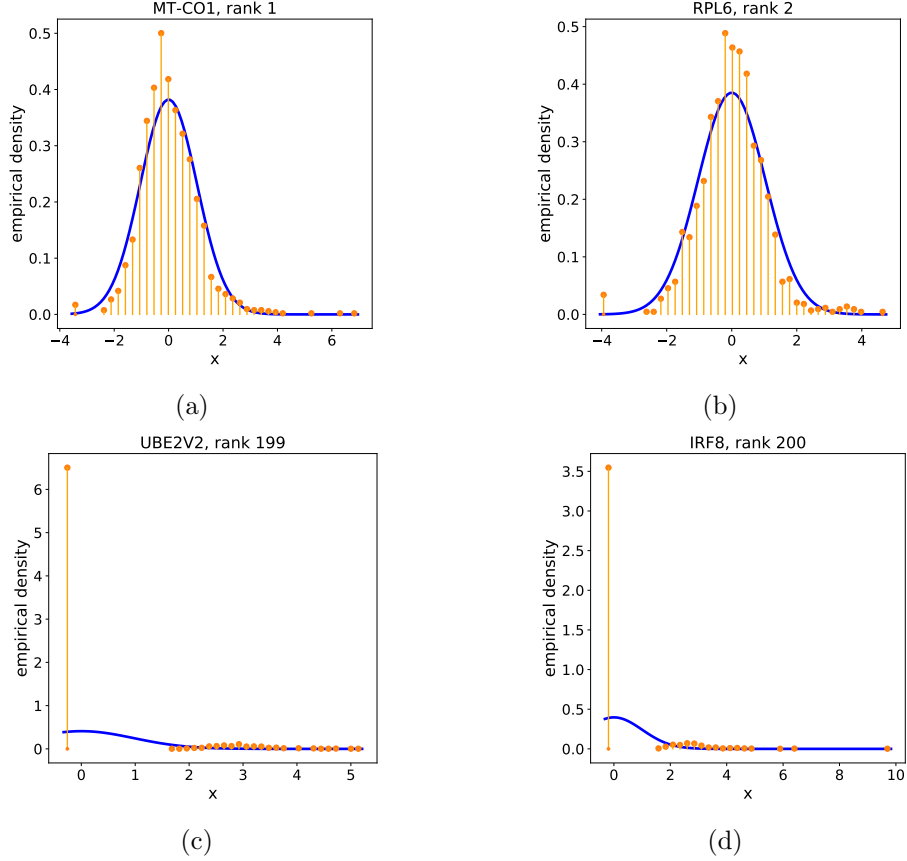 MT-CO1, rank 1
empirical density
0.5
0.4
0.3
0.2
0.1
0.0
−4 −2 0 2 4 6
x
(a)
RPL6, rank 2
empirical density
0.5
0.4
0.3
0.2
0.1
0.0
−4 −2 0 2 4
x
(b)
UBE2V2, rank 199
empirical density
6
5
4
3
2
1
0
0 1 2 3 4 5
x
(c)
IRF8, rank 200
empirical density
3.5
3.0
2.5
2.0
1.5
1.0
0.5
0.0
0 2 4 6 8 10
x
(d)